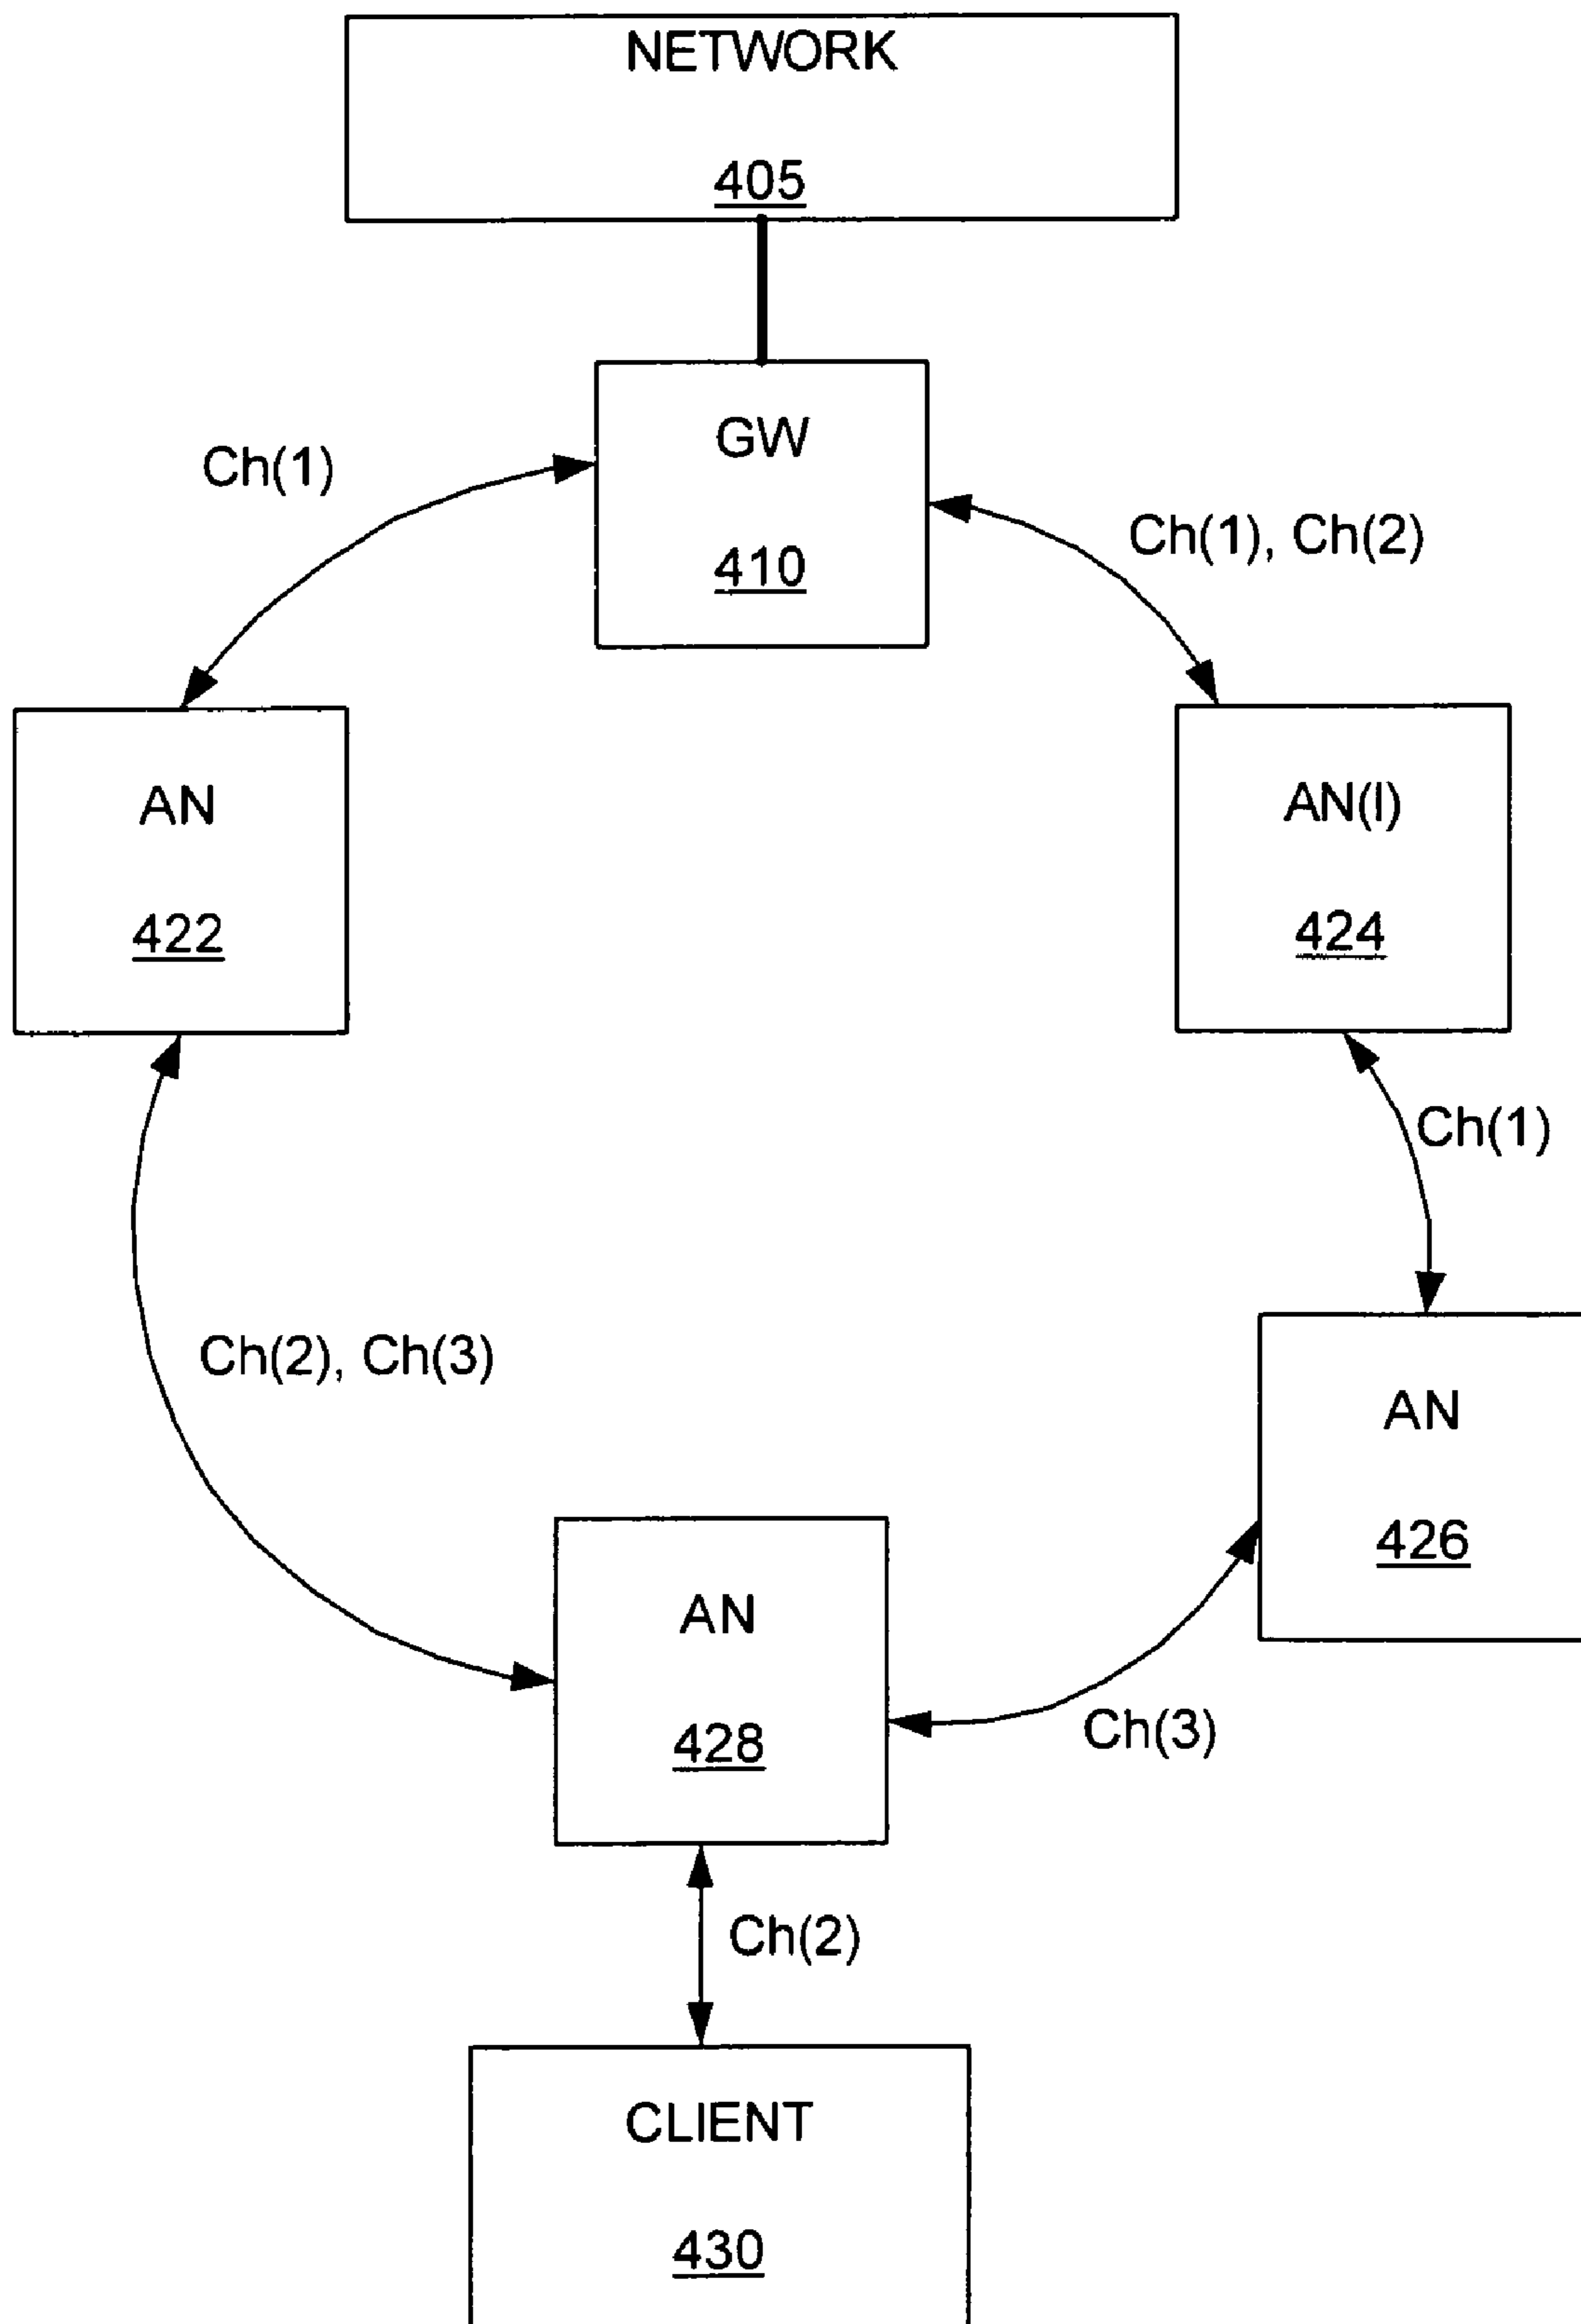 NETWORK
405
GW
410
Ch(1)
Ch(1), Ch(2)
AN
422
AN(I)
424
Ch(1)
Ch(2), Ch(3)
AN
426
AN
428
Ch(3)
Ch(2)
CLIENT
430